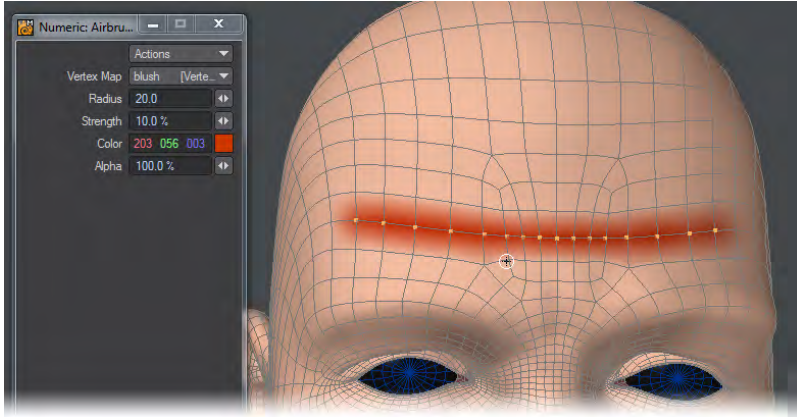 Numeric: Airbru...
Actions
Vertex Map blush [Verte...
Radius 20.0
Strength 10.0 %
Color 203 056 003
Alpha 100.0 %